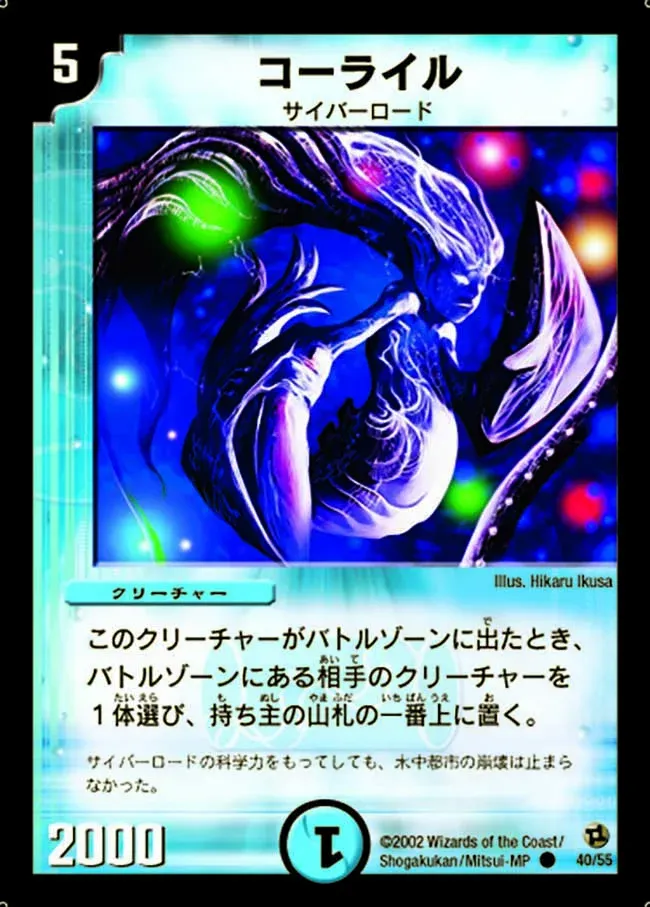 5
コーライル
サイバーロード
Illus. Hikaru Ikusa
クリーチャー
このクリーチャーがバトルゾーンに出たとき、
バトルゾーンにある相手のクリーチャーを
1体選び、持ち主の山札の一番上に置く。
サイバーロードの科学力をもってしても、水中都市の崩壊は止まら
なかった。
2000
1
©2002 Wizards of the Coast/
Shogakukan/Mitsui-MP
40/55